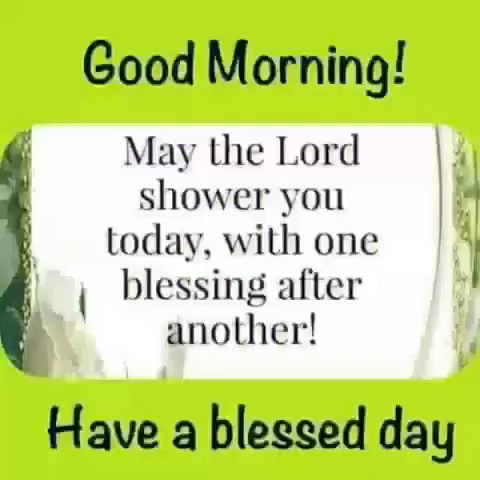 Good Morning!
May the Lord
shower you
today, with one
blessing after
another!
Have a blessed day